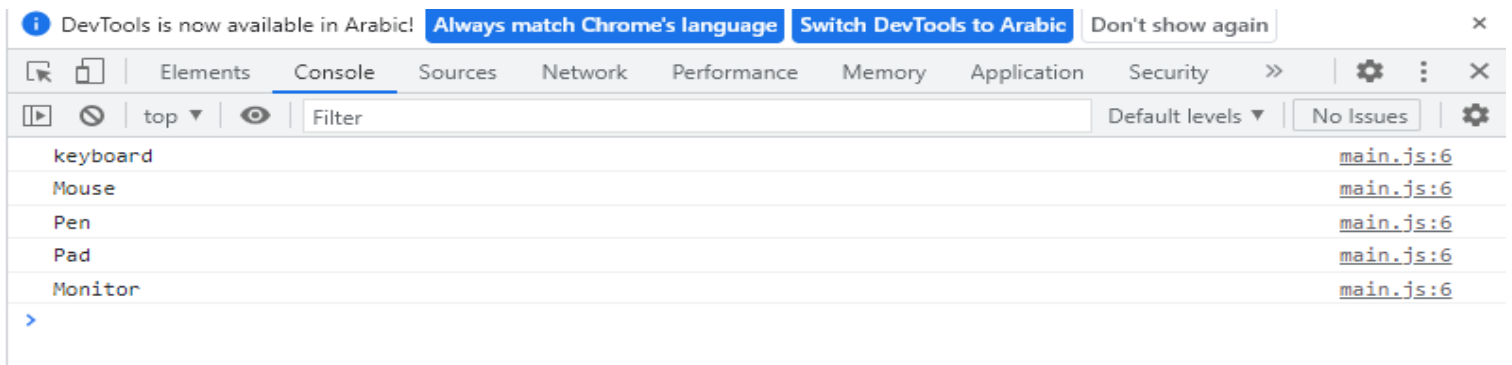 DevTools is now available in Arabic! Always match Chrome's language Switch DevTools to Arabic Don't show again
Elements Console Sources Network Performance Memory Application Security
top Filter Default levels No Issues
keyboard main.js:6
Mouse main.js:6
Pen main.js:6
Pad main.js:6
Monitor main.js:6